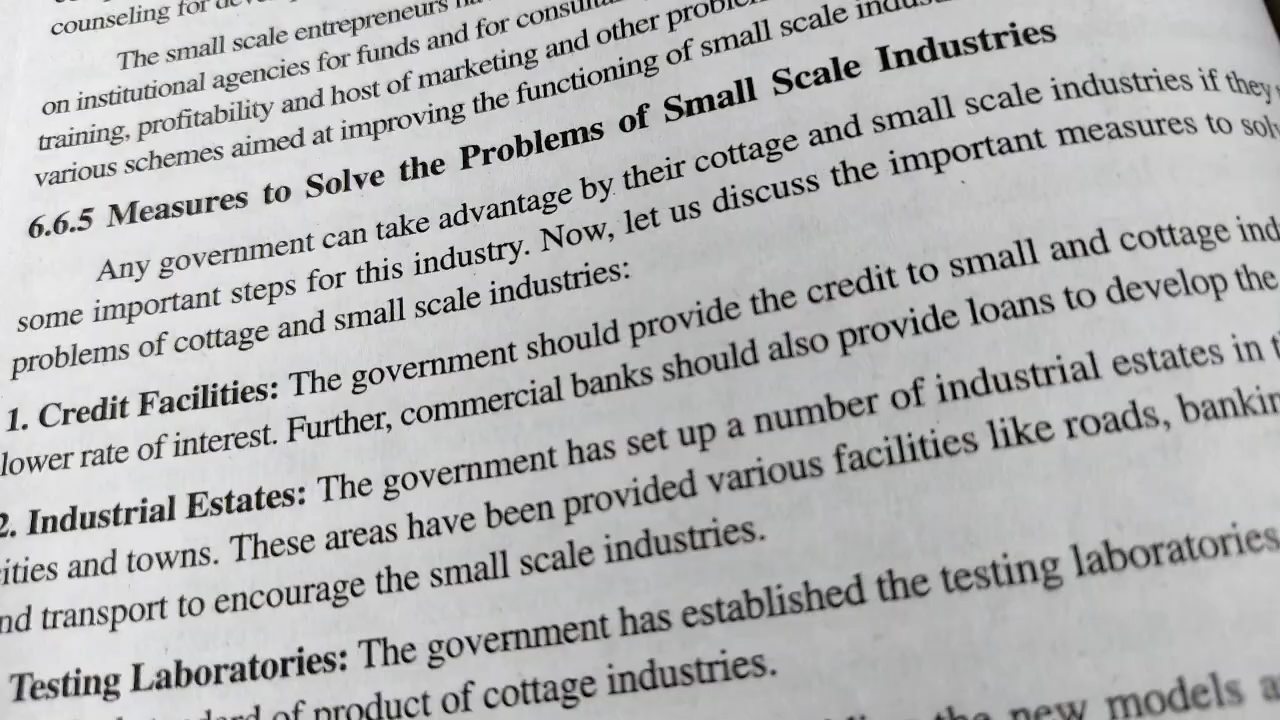 counseling for
The small scale entrepreneurs
on institutional agencies for funds and for
training, profitability and host of marketing and other
various schemes aimed at improving the functioning of small scale
6.6.5 Measures to Solve the Problems of Small Scale Industries
Any government can take advantage by their cottage and small scale industries if they
some important steps for this industry. Now, let us discuss the important measures to
problems of cottage and small scale industries:
1. Credit Facilities: The government should provide the credit to small and cottage
lower rate of interest. Further, commercial banks should also provide loans to develop the
2. Industrial Estates: The government has set up a number of industrial estates in
ities and towns. These areas have been provided various facilities like roads,
nd transport to encourage the small scale industries.
Testing Laboratories: The government has established the testing laboratories
of product of cottage industries.
the new models